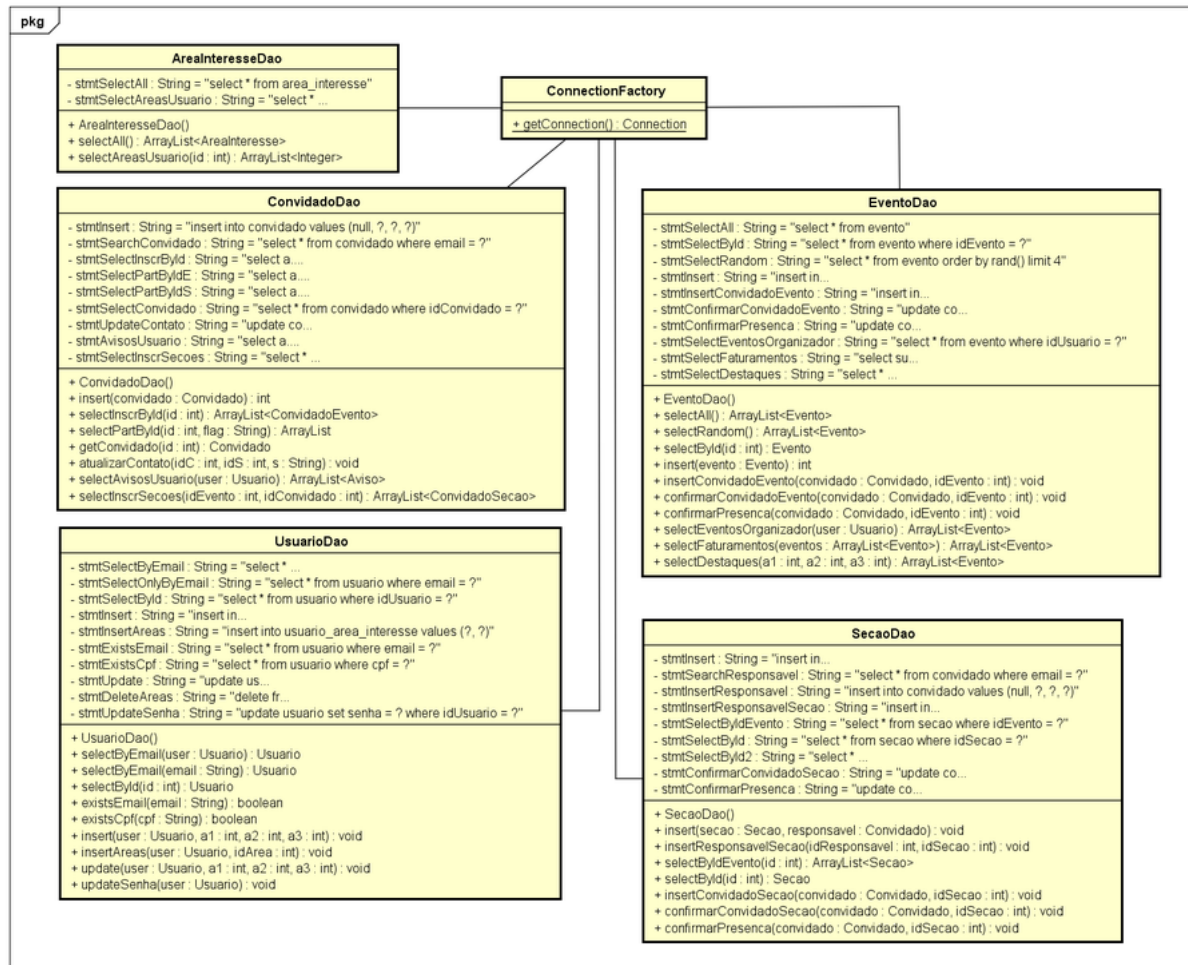 pkg
AreaInteresseDao
- stmtSelectAll : String = "select * from area_interesse"
- stmtSelectAreasUsuario : String = "select * ...
+ AreaInteresseDao()
+ selectAll() : ArrayList<AreaInteresse>
+ selectAreasUsuario(id : int) : ArrayList<Integer>
ConnectionFactory
+ getConnection() : Connection
ConvidadoDao
- stmtInsert : String = "insert into convidado values (null, ?, ?, ?)"
- stmtSearchConvidado : String = "select * from convidado where email = ?"
- stmtSelectInscrById : String = "select a....
- stmtSelectPartByIdE : String = "select a....
- stmtSelectPartByIdS : String = "select a....
- stmtSelectConvidado : String = "select * from convidado where idConvidado = ?"
- stmtUpdateContato : String = "update co...
- stmtAvisosUsuario : String = "select a....
- stmtSelectInscrSecoes : String = "select * ...
+ ConvidadoDao()
+ insert(convidado : Convidado) : int
+ selectInscrById(id : int) : ArrayList<ConvidadoEvento>
+ selectPartById(id : int, flag : String) : ArrayList
+ getConvidado(id : int) : Convidado
+ atualizarContato(idC : int, idS : int, s : String) : void
+ selectAvisosUsuario(user : Usuario) : ArrayList<Aviso>
+ selectInscrSecoes(idEvento : int, idConvidado : int) : ArrayList<ConvidadoSecao>
EventoDao
- stmtSelectAll : String = "select * from evento"
- stmtSelectById : String = "select * from evento where idEvento = ?"
- stmtSelectRandom : String = "select * from evento order by rand() limit 4"
- stmtInsert : String = "insert in...
- stmtInsertConvidadoEvento : String = "insert in...
- stmtConfirmarConvidadoEvento : String = "update co...
- stmtConfirmarPresenca : String = "update co...
- stmtSelectEventosOrganizador : String = "select * from evento where idUsuario = ?"
- stmtSelectFaturamentos : String = "select su...
- stmtSelectDestaques : String = "select * ...
+ EventoDao()
+ selectAll() : ArrayList<Evento>
+ selectRandom() : ArrayList<Evento>
+ selectById(id : int) : Evento
+ insert(evento : Evento) : int
+ insertConvidadoEvento(convidado : Convidado, idEvento : int) : void
+ confirmarConvidadoEvento(convidado : Convidado, idEvento : int) : void
+ confirmarPresenca(convidado : Convidado, idEvento : int) : void
+ selectEventosOrganizador(user : Usuario) : ArrayList<Evento>
+ selectFaturamentos(eventos : ArrayList<Evento>) : ArrayList<Evento>
+ selectDestaques(a1 : int, a2 : int, a3 : int) : ArrayList<Evento>
UsuarioDao
- stmtSelectByEmail : String = "select * ...
- stmtSelectOnlyByEmail : String = "select * from usuario where email = ?"
- stmtSelectById : String = "select * from usuario where idUsuario = ?"
- stmtInsert : String = "insert in...
- stmtInsertAreas : String = "insert into usuario_area_interesse values (?, ?)"
- stmtExistsEmail : String = "select * from usuario where email = ?"
- stmtExistsCpf : String = "select * from usuario where cpf = ?"
- stmtUpdate : String = "update us...
- stmtDeleteAreas : String = "delete fr...
- stmtUpdateSenha : String = "update usuario set senha = ? where idUsuario = ?"
+ UsuarioDao()
+ selectByEmail(user : Usuario) : Usuario
+ selectByEmail(email : String) : Usuario
+ selectById(id : int) : Usuario
+ existsEmail(email : String) : boolean
+ existsCpf(cpf : String) : boolean
+ insert(user : Usuario, a1 : int, a2 : int, a3 : int) : void
+ insertAreas(user : Usuario, idArea : int) : void
+ update(user : Usuario, a1 : int, a2 : int, a3 : int) : void
+ updateSenha(user : Usuario) : void
SecaoDao
- stmtInsert : String = "insert in...
- stmtSearchResponsavel : String = "select * from convidado where email = ?"
- stmtInsertResponsavel : String = "insert into convidado values (null, ?, ?, ?)"
- stmtInsertResponsavelSecao : String = "insert in...
- stmtSelectByIdEvento : String = "select * from secao where idEvento = ?"
- stmtSelectById : String = "select * from secao where idSecao = ?"
- stmtSelectById2 : String = "select * ...
- stmtConfirmarConvidadoSecao : String = "update co...
- stmtConfirmarPresenca : String = "update co...
+ SecaoDao()
+ insert(secao : Secao, responsavel : Convidado) : void
+ insertResponsavelSecao(idResponsavel : int, idSecao : int) : void
+ selectByIdEvento(id : int) : ArrayList<Secao>
+ selectById(id : int) : Secao
+ insertConvidadoSecao(convidado : Convidado, idSecao : int) : void
+ confirmarConvidadoSecao(convidado : Convidado, idSecao : int) : void
+ confirmarPresenca(convidado : Convidado, idSecao : int) : void